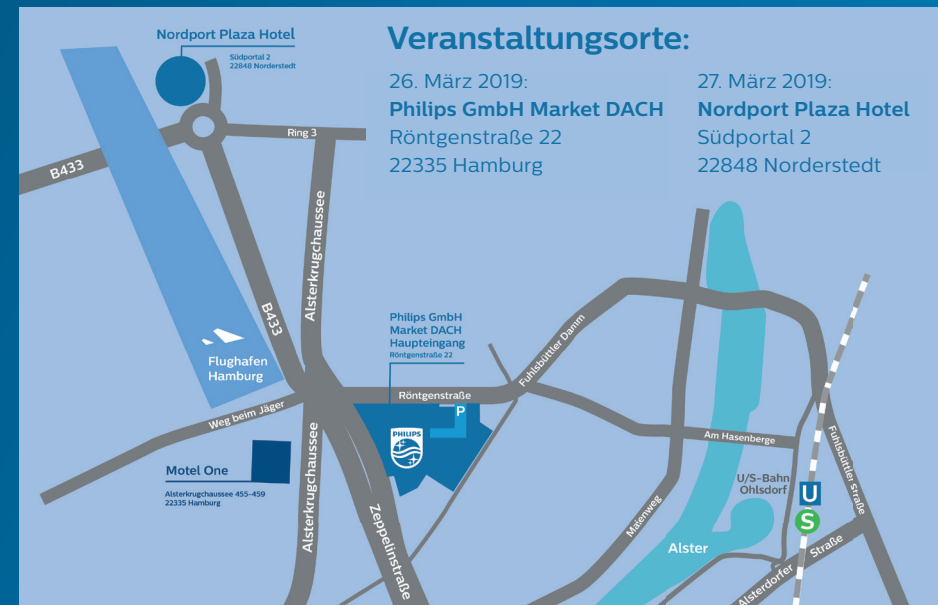 Veranstaltungsorte:
26. März 2019:
Philips GmbH Market DACH
Röntgenstraße 22
22335 Hamburg
27. März 2019:
Nordport Plaza Hotel
Südportal 2
22848 Norderstedt
Nordport Plaza Hotel
Südportal 2
22848 Norderstedt
Ring 3
B433
Alsterkrugchaussee
B433
Flughafen
Hamburg
Philips GmbH
Market DACH
Haupteingang
Röntgenstraße 22
Fuhlsbüttler Damm
Röntgenstraße
P
PHILIPS
Weg beim Jäger
Motel One
Alsterkrugchaussee 455-459
22335 Hamburg
Alsterkrugchaussee
Zeppelinstraße
Am Hasenberge
U/S-Bahn
Ohlsdorf
U
S
Fuhlsbüttler Straße
Maienweg
Alster
Alsterdorfer Straße